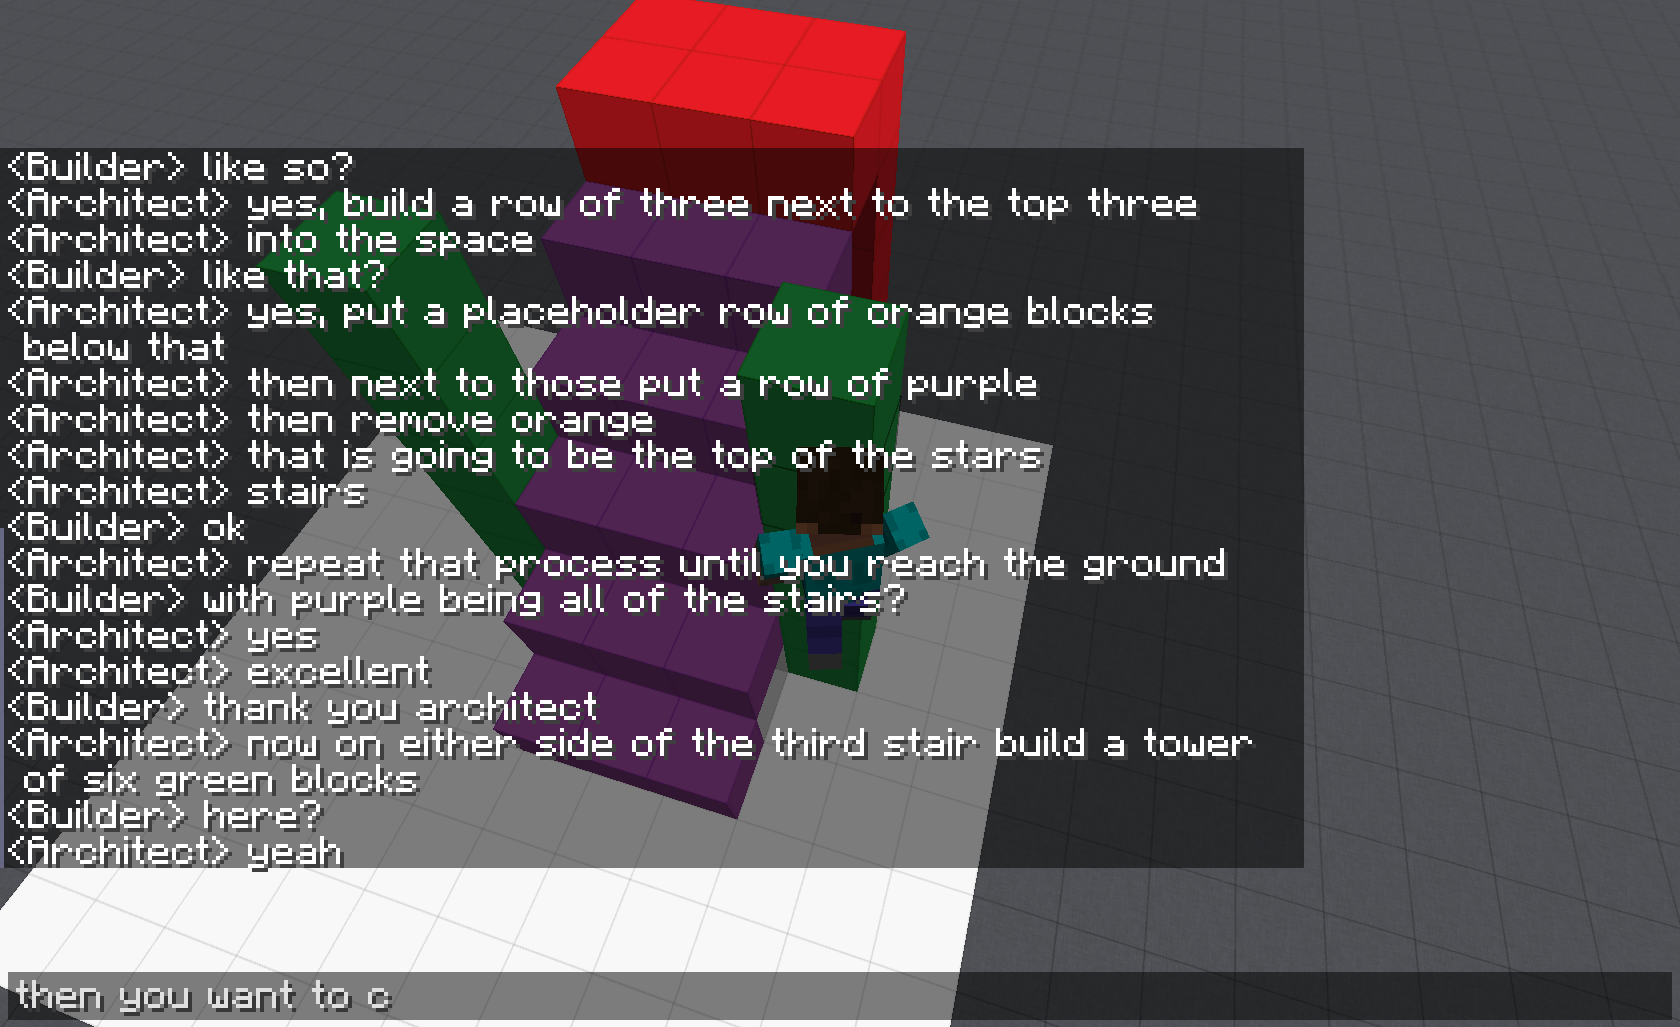 <Builder> like so?
<Architect> yes, build a row of three next to the top three
<Architect> into the space
<Builder> like that?
<Architect> yes, put a placeholder row of orange blocks
below that
<Architect> then next to those put a row of purple
<Architect> then remove orange
<Architect> that is going to be the top of the stars
<Architect> stairs
<Builder> ok
<Architect> repeat that process until you reach the ground
<Builder> with purple being all of the stairs?
<Architect> yes
<Architect> excellent
<Builder> thank you architect
<Architect> now on either side of the third stair build a tower
of six green blocks
<Builder> here?
<Architect> yeah
then you want to c